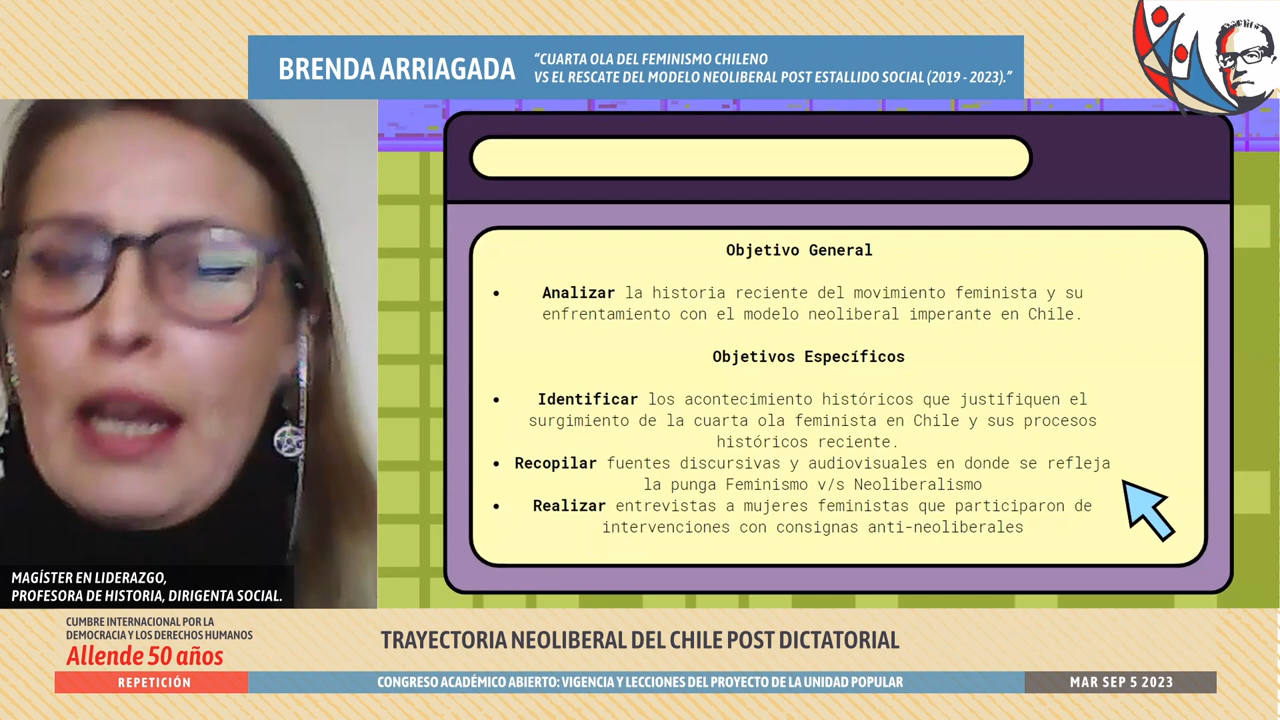 BRENDA ARRIAGADA
“CUARTA OLA DEL FEMINISMO CHILENO
VS EL RESCATE DEL MODELO NEOLIBERAL POST ESTALLIDO SOCIAL (2019 - 2023).”
Objetivo General
• Analizar la historia reciente del movimiento feminista y su
enfrentamiento con el modelo neoliberal imperante en Chile.
Objetivos Específicos
• Identificar los acontecimiento históricos que justifiquen el
surgimiento de la cuarta ola feminista en Chile y sus procesos
históricos reciente.
• Recopilar fuentes discursivas y audiovisuales en donde se refleja
la punga Feminismo v/s Neoliberalismo
• Realizar entrevistas a mujeres feministas que participaron de
intervenciones con consignas anti-neoliberales
MAGÍSTER EN LIDERAZGO,
PROFESORA DE HISTORIA, DIRIGENTA SOCIAL.
CUMBRE INTERNACIONAL POR LA
DEMOCRACIA Y LOS DERECHOS HUMANOS
Allende 50 años
TRAYECTORIA NEOLIBERAL DEL CHILE POST DICTATORIAL
REPETICIÓN
CONGRESO ACADÉMICO ABIERTO: VIGENCIA Y LECCIONES DEL PROYECTO DE LA UNIDAD POPULAR
MAR SEP 5 2023